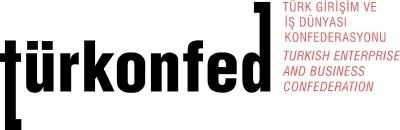 türkonfed
TÜRK GİRİŞİM VE
İŞ DÜNYASI
KONFEDERASYONU
TURKISH ENTERPRISE
AND BUSINESS
CONFEDERATION